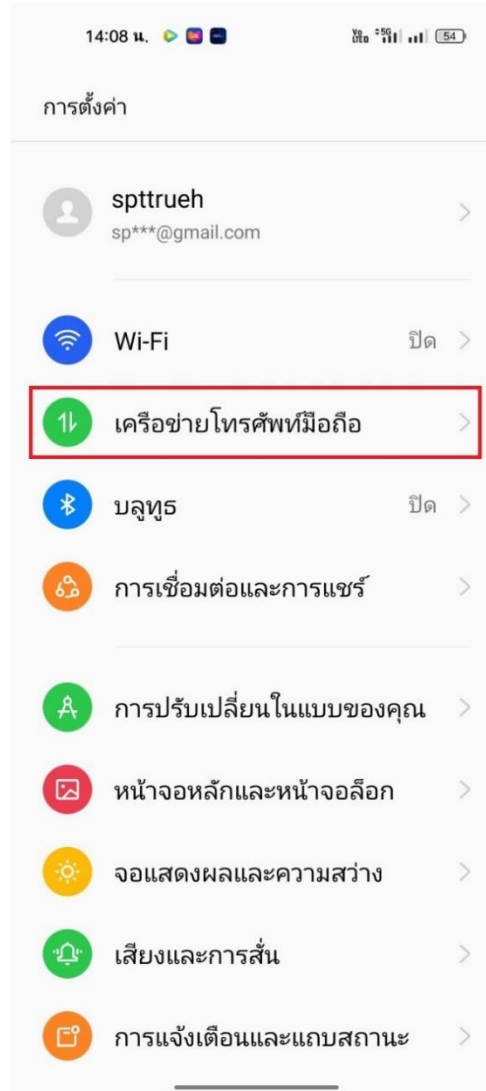 14:08 น. 5G 54
การตั้งค่า
spttrueh
sp***@gmail.com
Wi-Fi ปิด
เครือข่ายโทรศัพท์มือถือ
บลูทูธ ปิด
การเชื่อมต่อและการแชร์
การปรับเปลี่ยนในแบบของคุณ
หน้าจอหลักและหน้าจอล็อก
จอแสดงผลและความสว่าง
เสียงและการสั่น
การแจ้งเตือนและแถบสถานะ